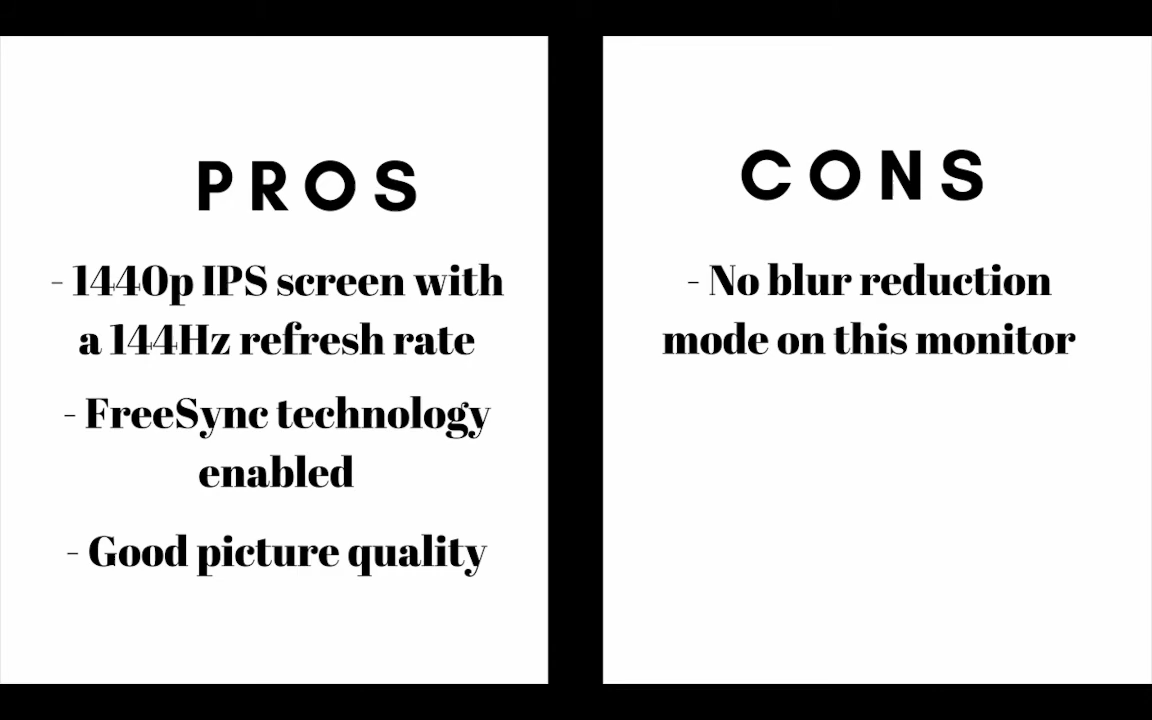 PROS
- 1440p IPS screen with
a 144Hz refresh rate
- FreeSync technology
enabled
- Good picture quality
CONS
- No blur reduction
mode on this monitor